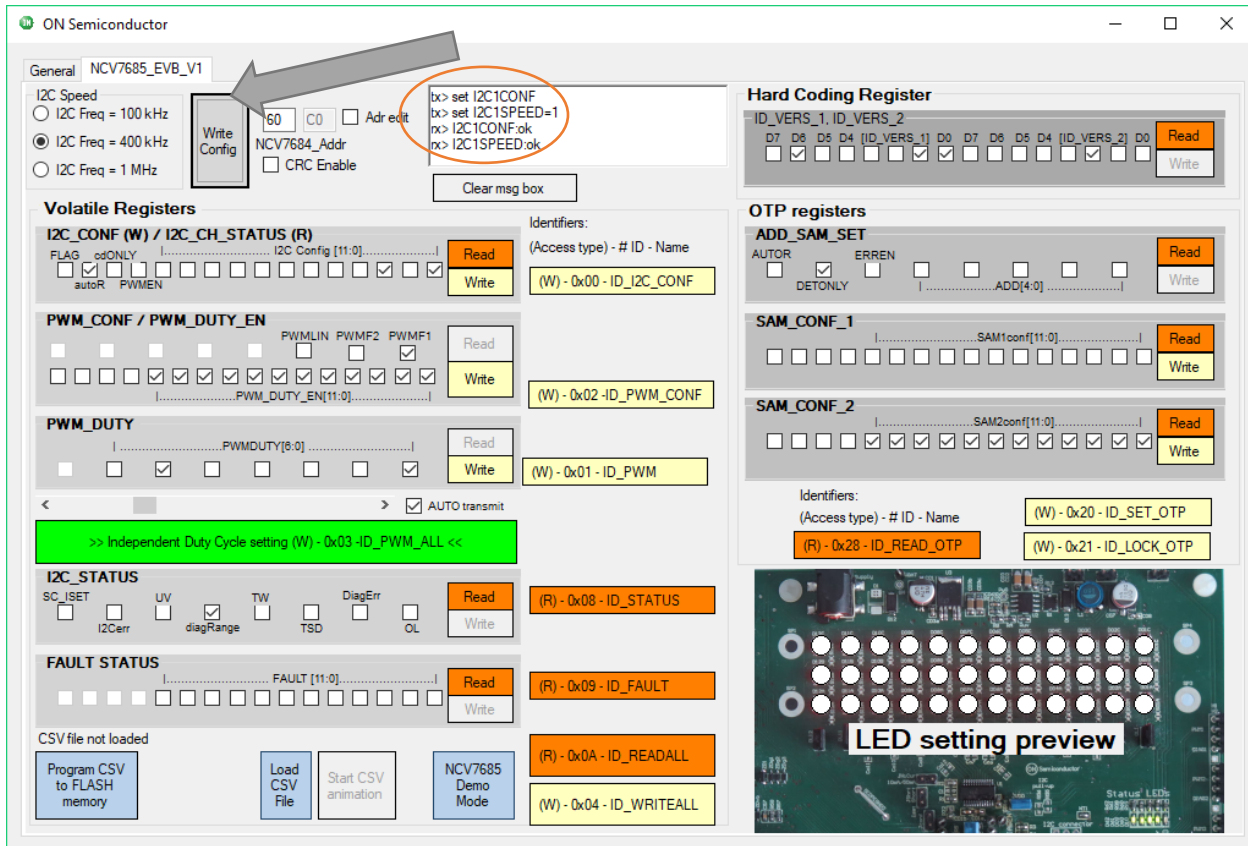 ON Semiconductor
General NCV7685_EVB_V1
I2C Speed
I2C Freq = 100 kHz
I2C Freq = 400 kHz
I2C Freq = 1 MHz
Write
Config
60 C0 Adr edit
NCV7684_Addr
CRC Enable
tx> set I2C1CONF
tx> set I2C1SPEED=1
rx> I2C1CONF:ok
rx> I2C1SPEED:ok
Clear msg box
Hard Coding Register
ID_VERS_1, ID_VERS_2
D7 D6 D5 D4 [ID_VERS_1] D0 D7 D6 D5 D4 [ID_VERS_2] D0
Read
Write
Volatile Registers
I2C_CONF (W) / I2C_CH_STATUS (R)
FLAG cdONLY |..................... I2C Config [11:0]....................|
autoR PWMEN
Read
Write
Identifiers:
(Access type) - # ID - Name
(W) - 0x00 - ID_I2C_CONF
PWM_CONF / PWM_DUTY_EN
PWMLIN PWMF2 PWMF1
|...................PWM_DUTY_EN[11:0]....................|
Read
Write
(W) - 0x02 -ID_PWM_CONF
PWM_DUTY
|...........................PWMDUTY[6:0] ...........................|
Read
Write
(W) - 0x01 - ID_PWM
< > AUTO transmit
>> Independent Duty Cycle setting (W) - 0x03 -ID_PWM_ALL <<
I2C_STATUS
SC_ISET UV TW DiagErr
I2Cerr diagRange TSD OL
Read
Write
(R) - 0x08 - ID_STATUS
FAULT STATUS
|........................... FAULT [11:0].........................|
Read
Write
(R) - 0x09 - ID_FAULT
CSV file not loaded
Program CSV
to FLASH
memory
Load
CSV
File
Start CSV
animation
NCV7685
Demo
Mode
(R) - 0x0A - ID_READALL
(W) - 0x04 - ID_WRITEALL
OTP registers
ADD_SAM_SET
AUTOR ERREN
DETONLY | .................ADD[4:0] ....................|
Read
Write
SAM_CONF_1
|.........................SAM1conf[11:0].....................|
Read
Write
SAM_CONF_2
|.........................SAM2conf[11:0].....................|
Read
Write
Identifiers:
(Access type) - # ID - Name
(R) - 0x28 - ID_READ_OTP
(W) - 0x20 - ID_SET_OTP
(W) - 0x21 - ID_LOCK_OTP
LED setting preview
ON Semiconductor
I2C
pull-up
Status LEDs
I2C connector